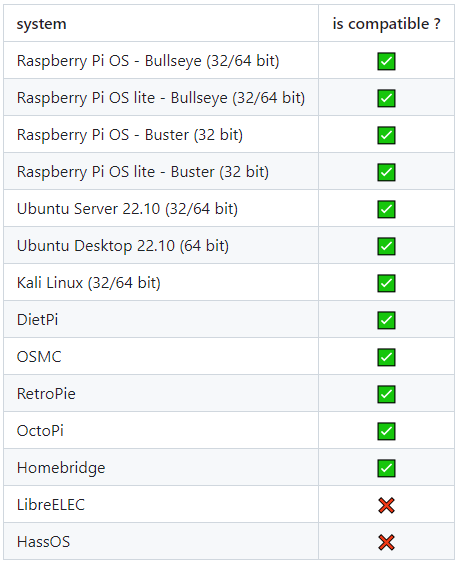 system is compatible ?
Raspberry Pi OS - Bullseye (32/64 bit) ✅
Raspberry Pi OS lite - Bullseye (32/64 bit) ✅
Raspberry Pi OS - Buster (32 bit) ✅
Raspberry Pi OS lite - Buster (32 bit) ✅
Ubuntu Server 22.10 (32/64 bit) ✅
Ubuntu Desktop 22.10 (64 bit) ✅
Kali Linux (32/64 bit) ✅
DietPi ✅
OSMC ✅
RetroPie ✅
OctoPi ✅
Homebridge ✅
LibreELEC ❌
HassOS ❌